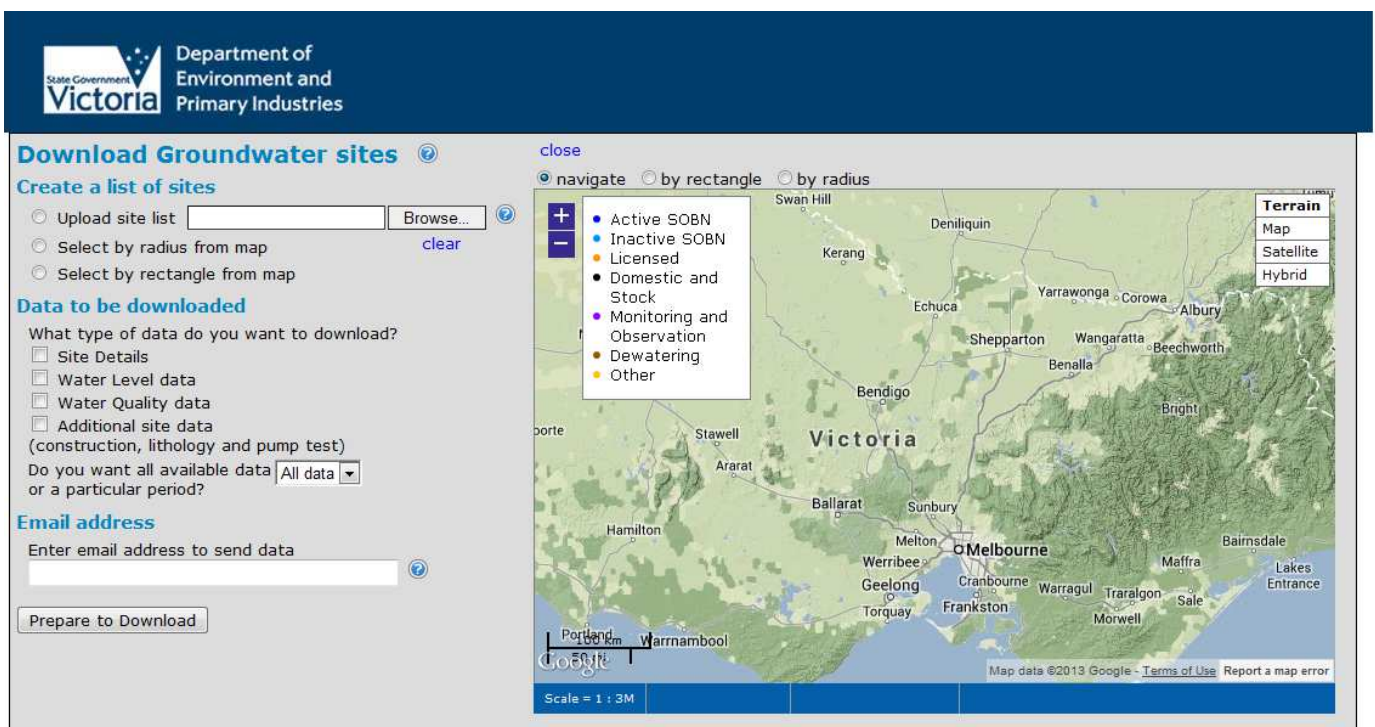 Department of
Environment and
Primary Industries
State Government
Victoria
Download Groundwater sites
Create a list of sites
Upload site list
Browse...
Select by radius from map
clear
Select by rectangle from map
Data to be downloaded
What type of data do you want to download?
Site Details
Water Level data
Water Quality data
Additional site data
(construction, lithology and pump test)
Do you want all available data All data
or a particular period?
Email address
Enter email address to send data
Prepare to Download
close
navigate by rectangle by radius
+
−
Active SOBN
Inactive SOBN
Licensed
Domestic and
Stock
Monitoring and
Observation
Dewatering
Other
Terrain
Map
Satellite
Hybrid
Swan Hill
Deniliquin
Kerang
Echuca
Yarrawonga
Corowa
Albury
Shepparton
Wangaratta
Beechworth
Benalla
Bendigo
Bright
porte
Stawell
Victoria
Ararat
Ballarat
Sunbury
Hamilton
Melton
Melbourne
Bairnsdale
Werribee
Maffra
Lakes
Entrance
Geelong
Cranbourne
Warragul
Traralgon
Sale
Torquay
Frankston
Morwell
Portland
100 km
Warrnambool
50 mi
Google
Map data ©2013 Google - Terms of Use Report a map error
Scale = 1 : 3M